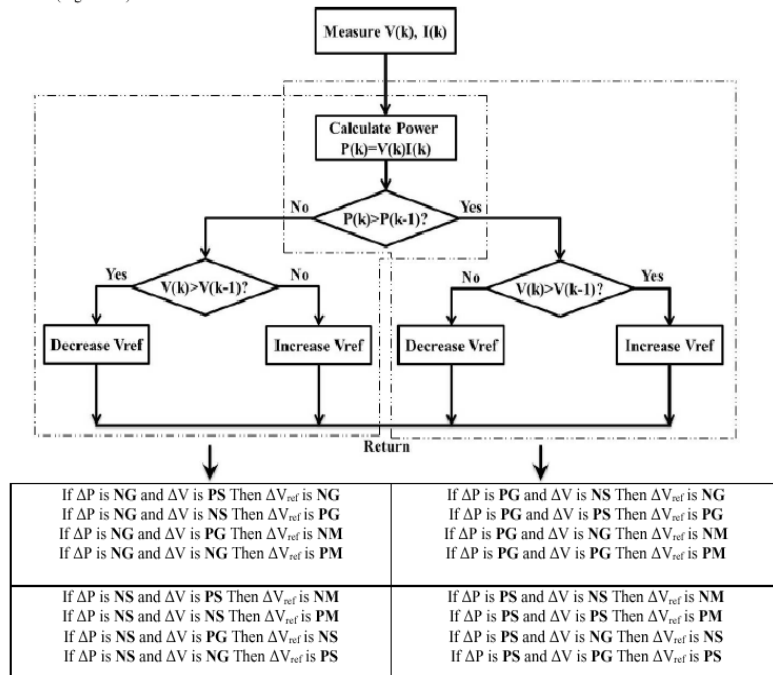 Measure V(k), I(k)
Calculate Power
P(k)=V(k)I(k)
No
P(k)>P(k-1)?
Yes
Yes
V(k)>V(k-1)?
No
No
V(k)>V(k-1)?
Yes
Decrease Vref
Increase Vref
Decrease Vref
Increase Vref
Return
If ΔP is NG and ΔV is PS Then ΔVref is NG
If ΔP is NG and ΔV is NS Then ΔVref is PG
If ΔP is NG and ΔV is PG Then ΔVref is NM
If ΔP is NG and ΔV is NG Then ΔVref is PM
If ΔP is PG and ΔV is NS Then ΔVref is NG
If ΔP is PG and ΔV is PS Then ΔVref is PG
If ΔP is PG and ΔV is NG Then ΔVref is NM
If ΔP is PG and ΔV is PG Then ΔVref is PM
If ΔP is NS and ΔV is PS Then ΔVref is NM
If ΔP is NS and ΔV is NS Then ΔVref is PM
If ΔP is NS and ΔV is PG Then ΔVref is NS
If ΔP is NS and ΔV is NG Then ΔVref is PS
If ΔP is PS and ΔV is NS Then ΔVref is NM
If ΔP is PS and ΔV is PS Then ΔVref is PM
If ΔP is PS and ΔV is NG Then ΔVref is NS
If ΔP is PS and ΔV is PG Then ΔVref is PS